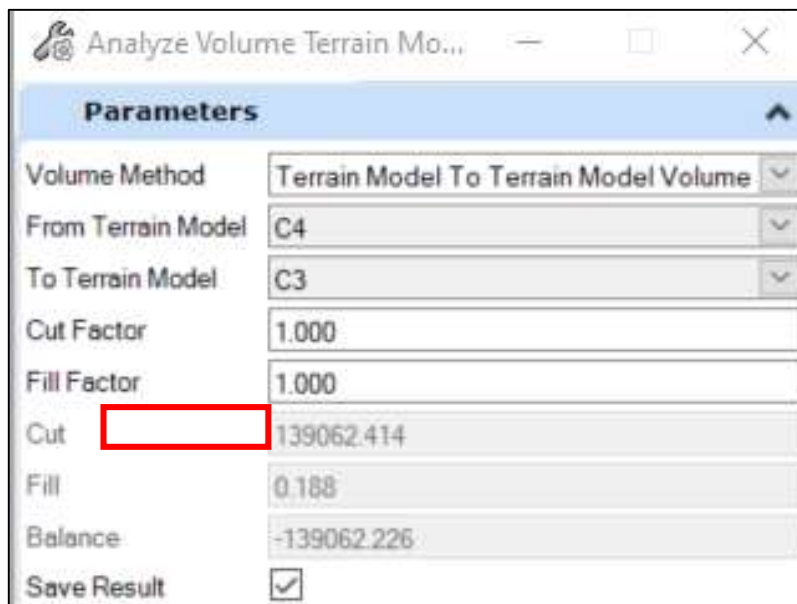 Analyze Volume Terrain Mo...
Parameters
Volume Method Terrain Model To Terrain Model Volume
From Terrain Model C4
To Terrain Model C3
Cut Factor 1.000
Fill Factor 1.000
Cut 139062.414
Fill 0.188
Balance -139062.226
Save Result